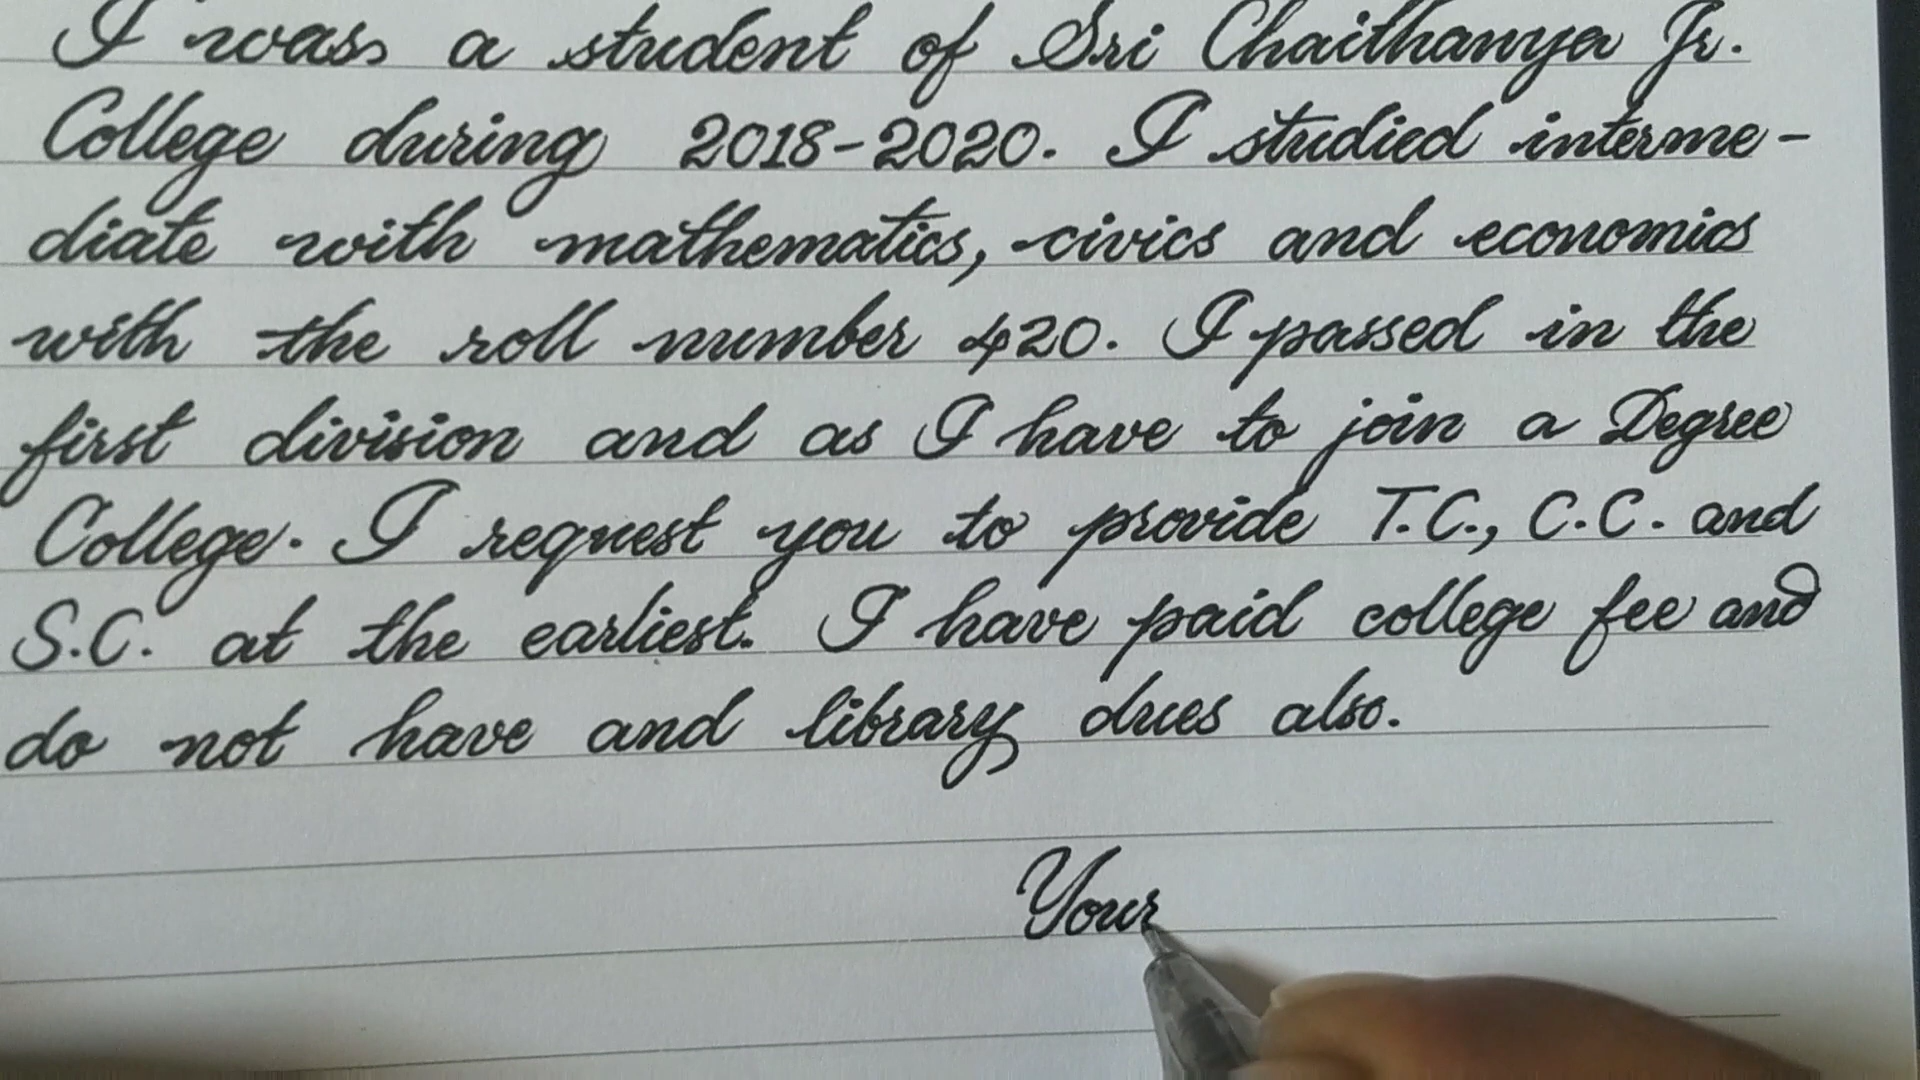 I was a student of Sri Chaithanya Jr.
College during 2018-2020. I studied interme-
diate with mathematics, civics and economics
with the roll number 420. I passed in the
first division and as I have to join a Degree
College. I request you to provide T.C., C.C. and
S.C. at the earliest. I have paid college fee and
do not have and library dues also.
Your